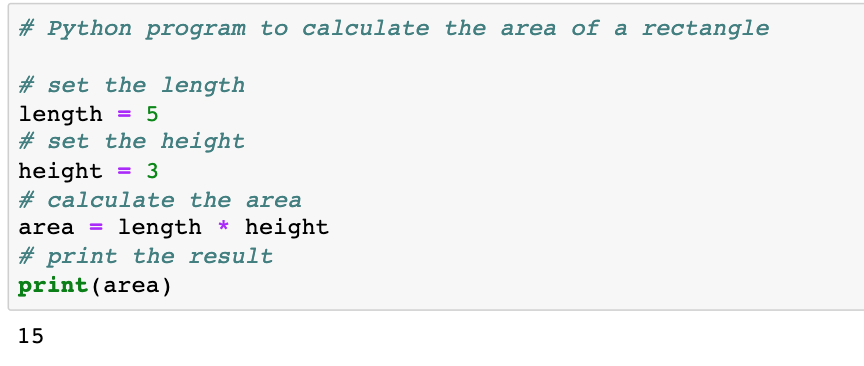 # Python program to calculate the area of a rectangle
# set the length
length = 5
# set the height
height = 3
# calculate the area
area = length * height
# print the result
print(area)
15